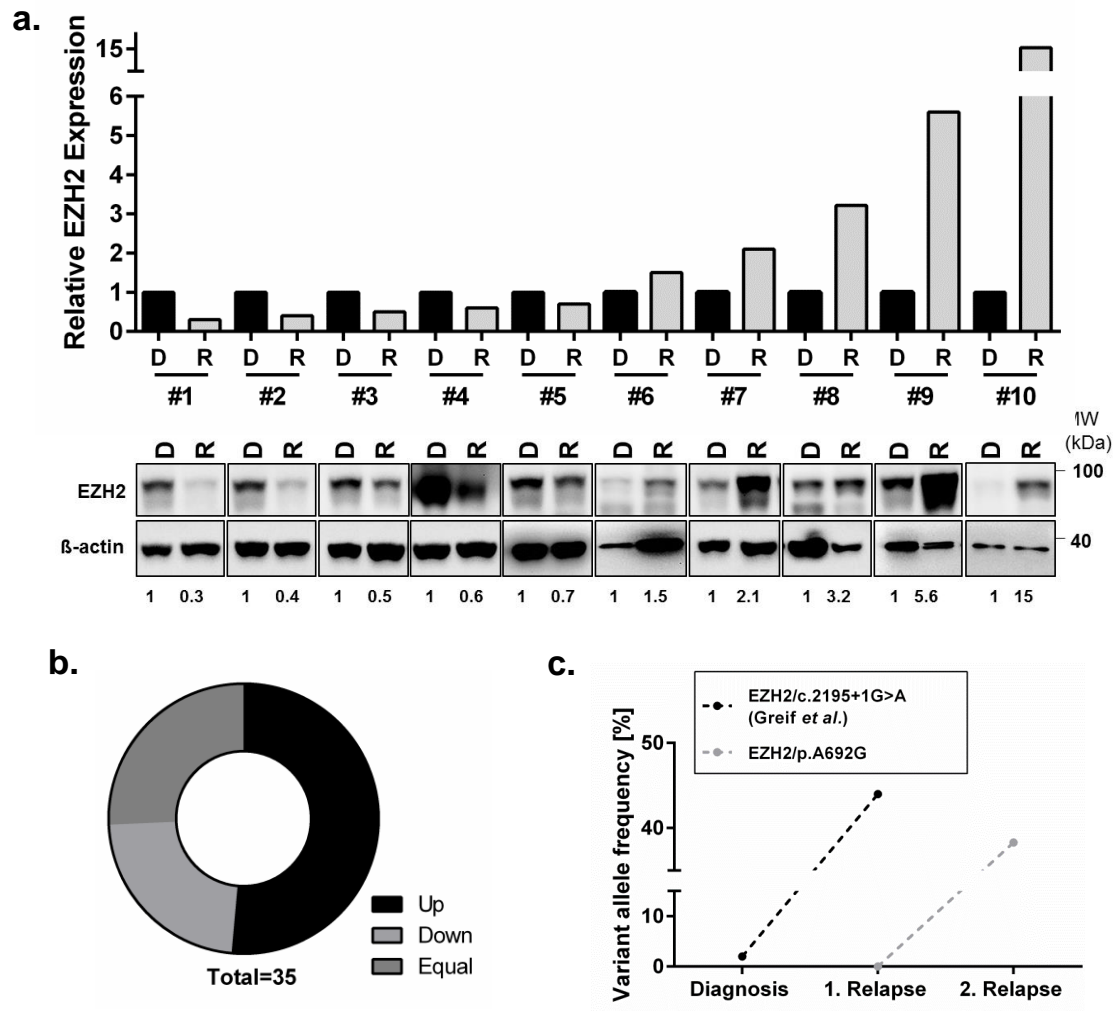 a.
Relative EZH2 Expression
15
6
5
4
3
2
1
0
D R D R D R D R D R D R D R D R D R D R
#1 #2 #3 #4 #5 #6 #7 #8 #9 #10
(kDa)
D R D R D R D R D R D R D R D R D R D R
EZH2
100
ß-actin
40
1 0.3 1 0.4 1 0.5 1 0.6 1 0.7 1 1.5 1 2.1 1 3.2 1 5.6 1 15
b.
Up
Down
Equal
Total=35
c.
EZH2/c.2195+1G>A
(Greif et al.)
EZH2/p.A692G
Variant allele frequency [%]
50
40
10
0
Diagnosis 1. Relapse 2. Relapse